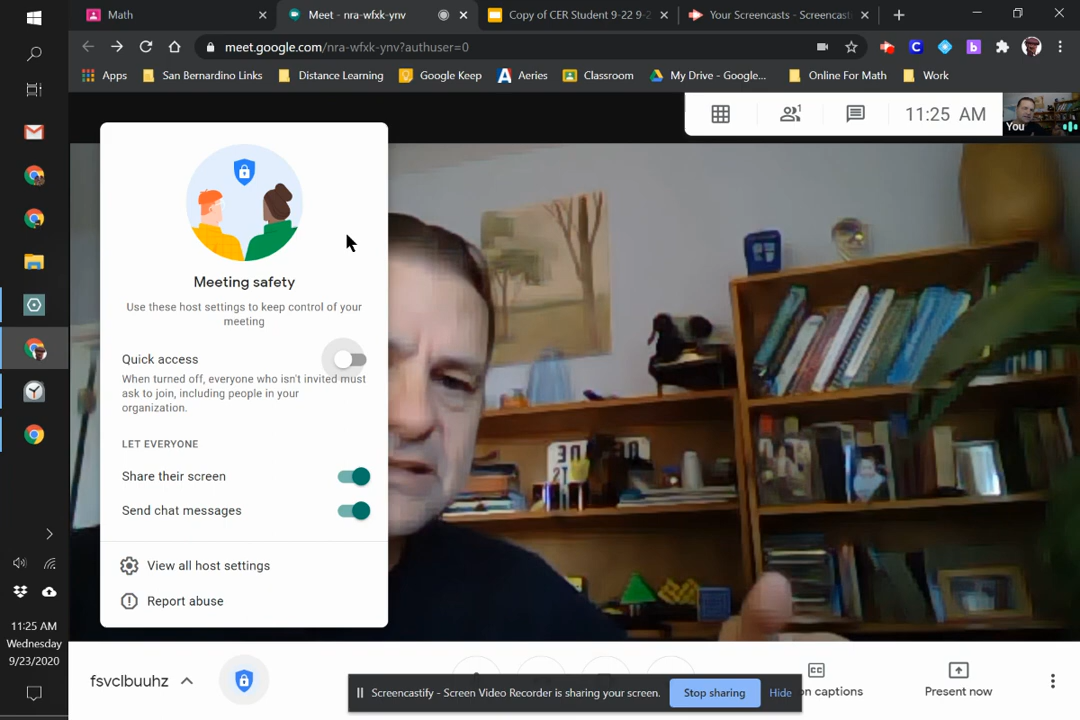 Math
Meet - nra-wfxk-ynv
Copy of CER Student 9-22 9-2
Your Screencasts - Screencast
meet.google.com/nra-wfxk-ynv?authuser=0
Apps
San Bernardino Links
Distance Learning
Google Keep
Aeries
Classroom
My Drive - Google...
Online For Math
Work
1
11:25 AM
You
Meeting safety
Use these host settings to keep control of your
meeting
Quick access
When turned off, everyone who isn't invited must
ask to join, including people in your
organization.
LET EVERYONE
Share their screen
Send chat messages
View all host settings
Report abuse
11:25 AM
Wednesday
9/23/2020
fsvclbuuhz
Screencastify - Screen Video Recorder is sharing your screen.
Stop sharing
Hide
CC
on captions
Present now